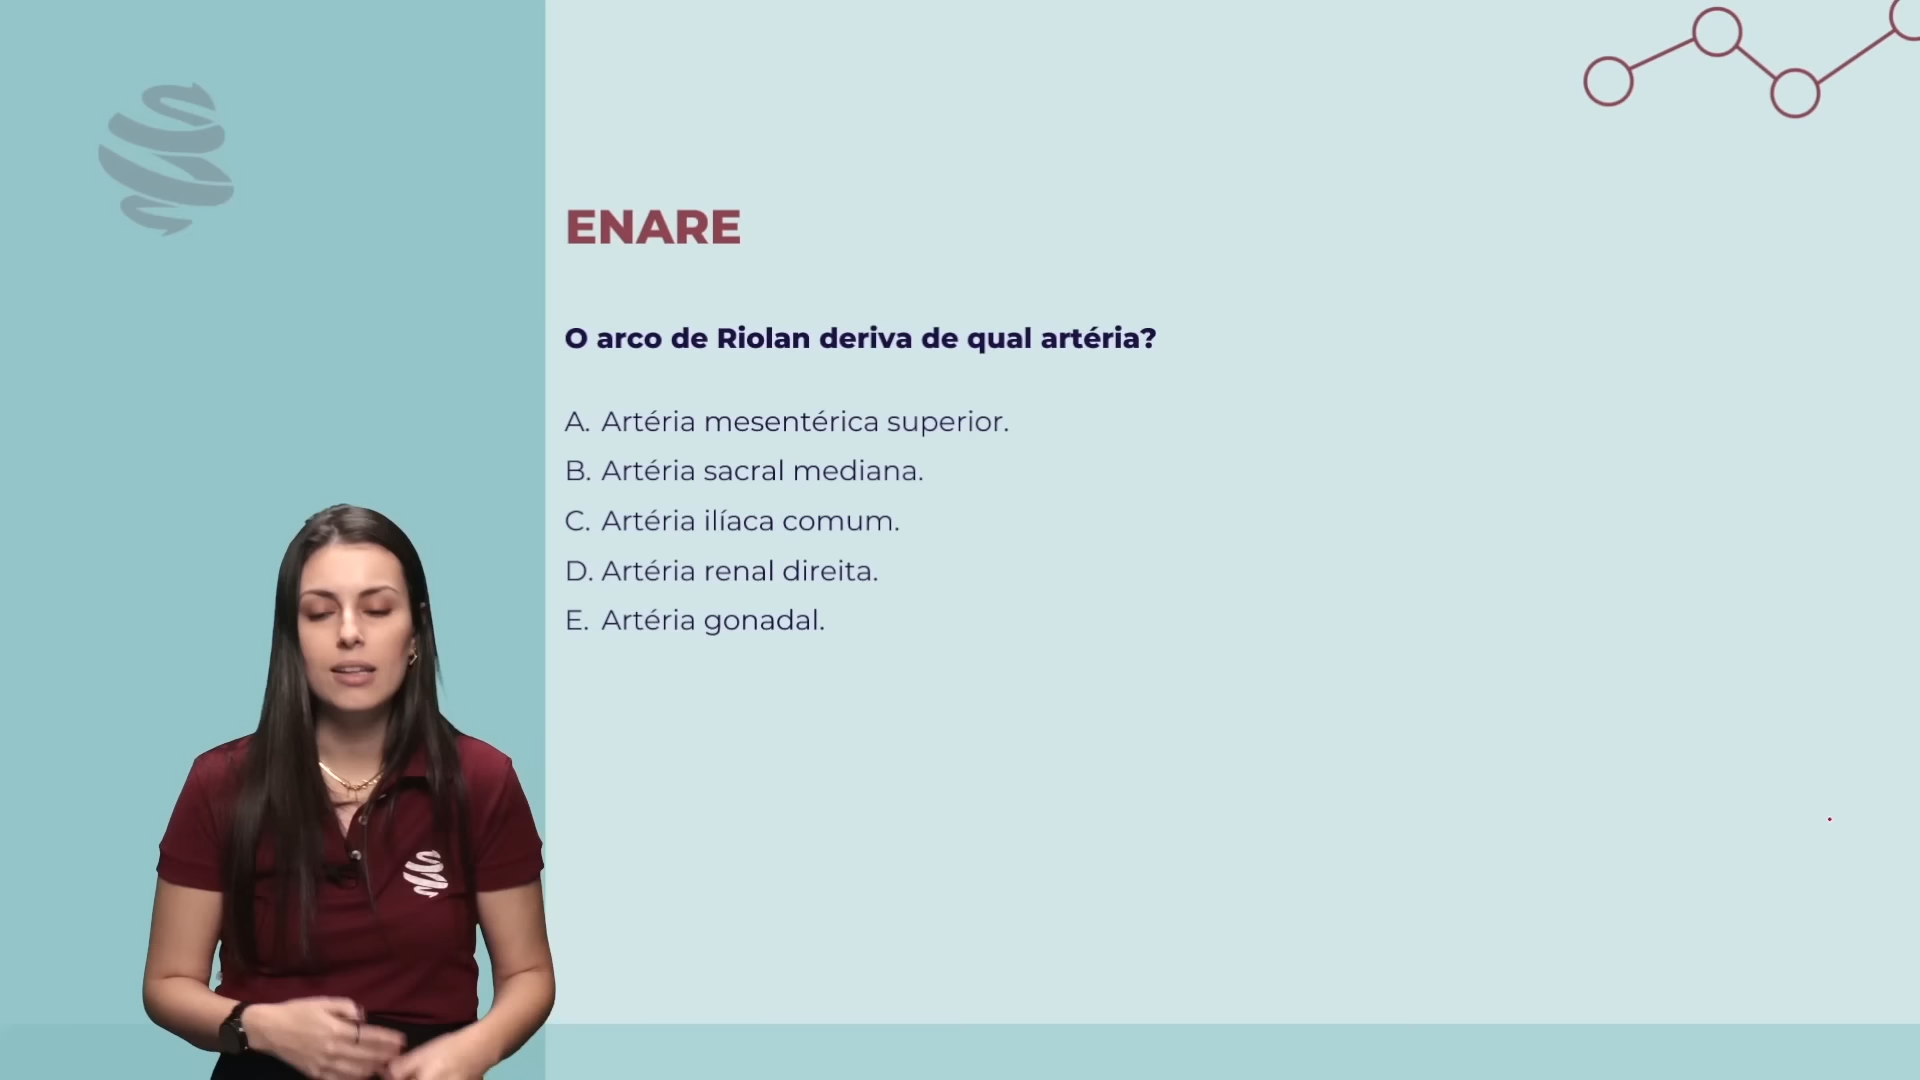 ENARE
O arco de Riolan deriva de qual artéria?
A. Artéria mesentérica superior.
B. Artéria sacral mediana.
C. Artéria ilíaca comum.
D. Artéria renal direita.
E. Artéria gonadal.